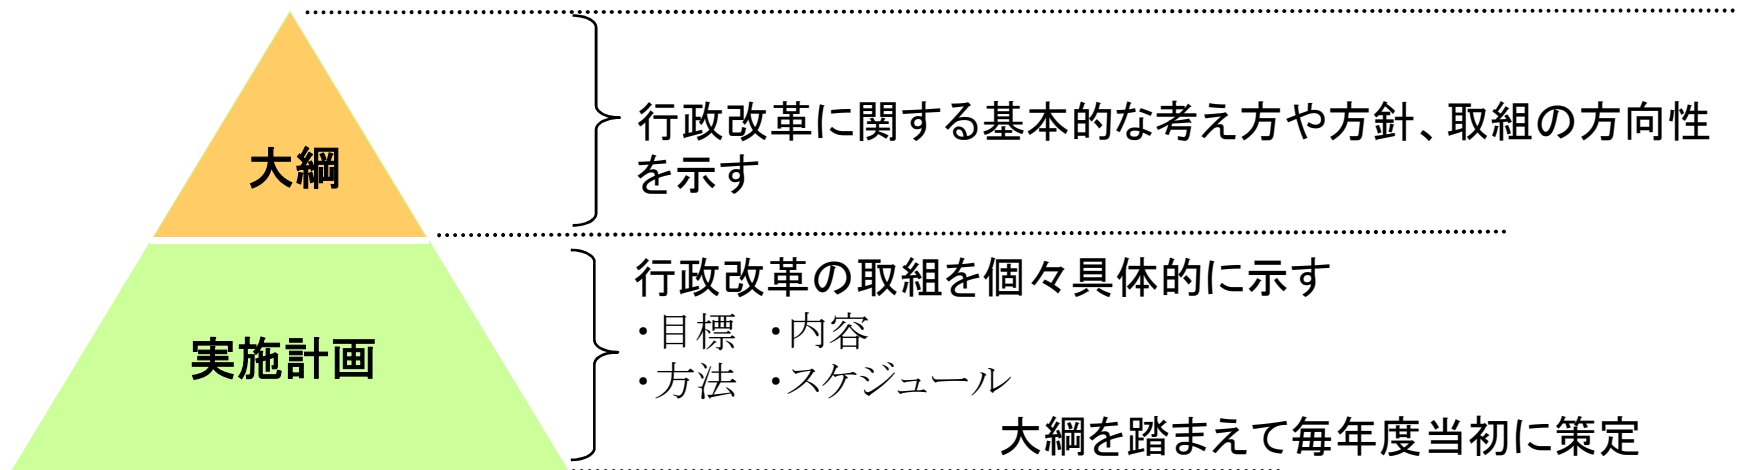 大綱
行政改革に関する基本的な考え方や方針、取組の方向性
を示す
実施計画
行政改革の取組を個々具体的に示す
・目標　・内容
・方法　・スケジュール
大綱を踏まえて毎年度当初に策定